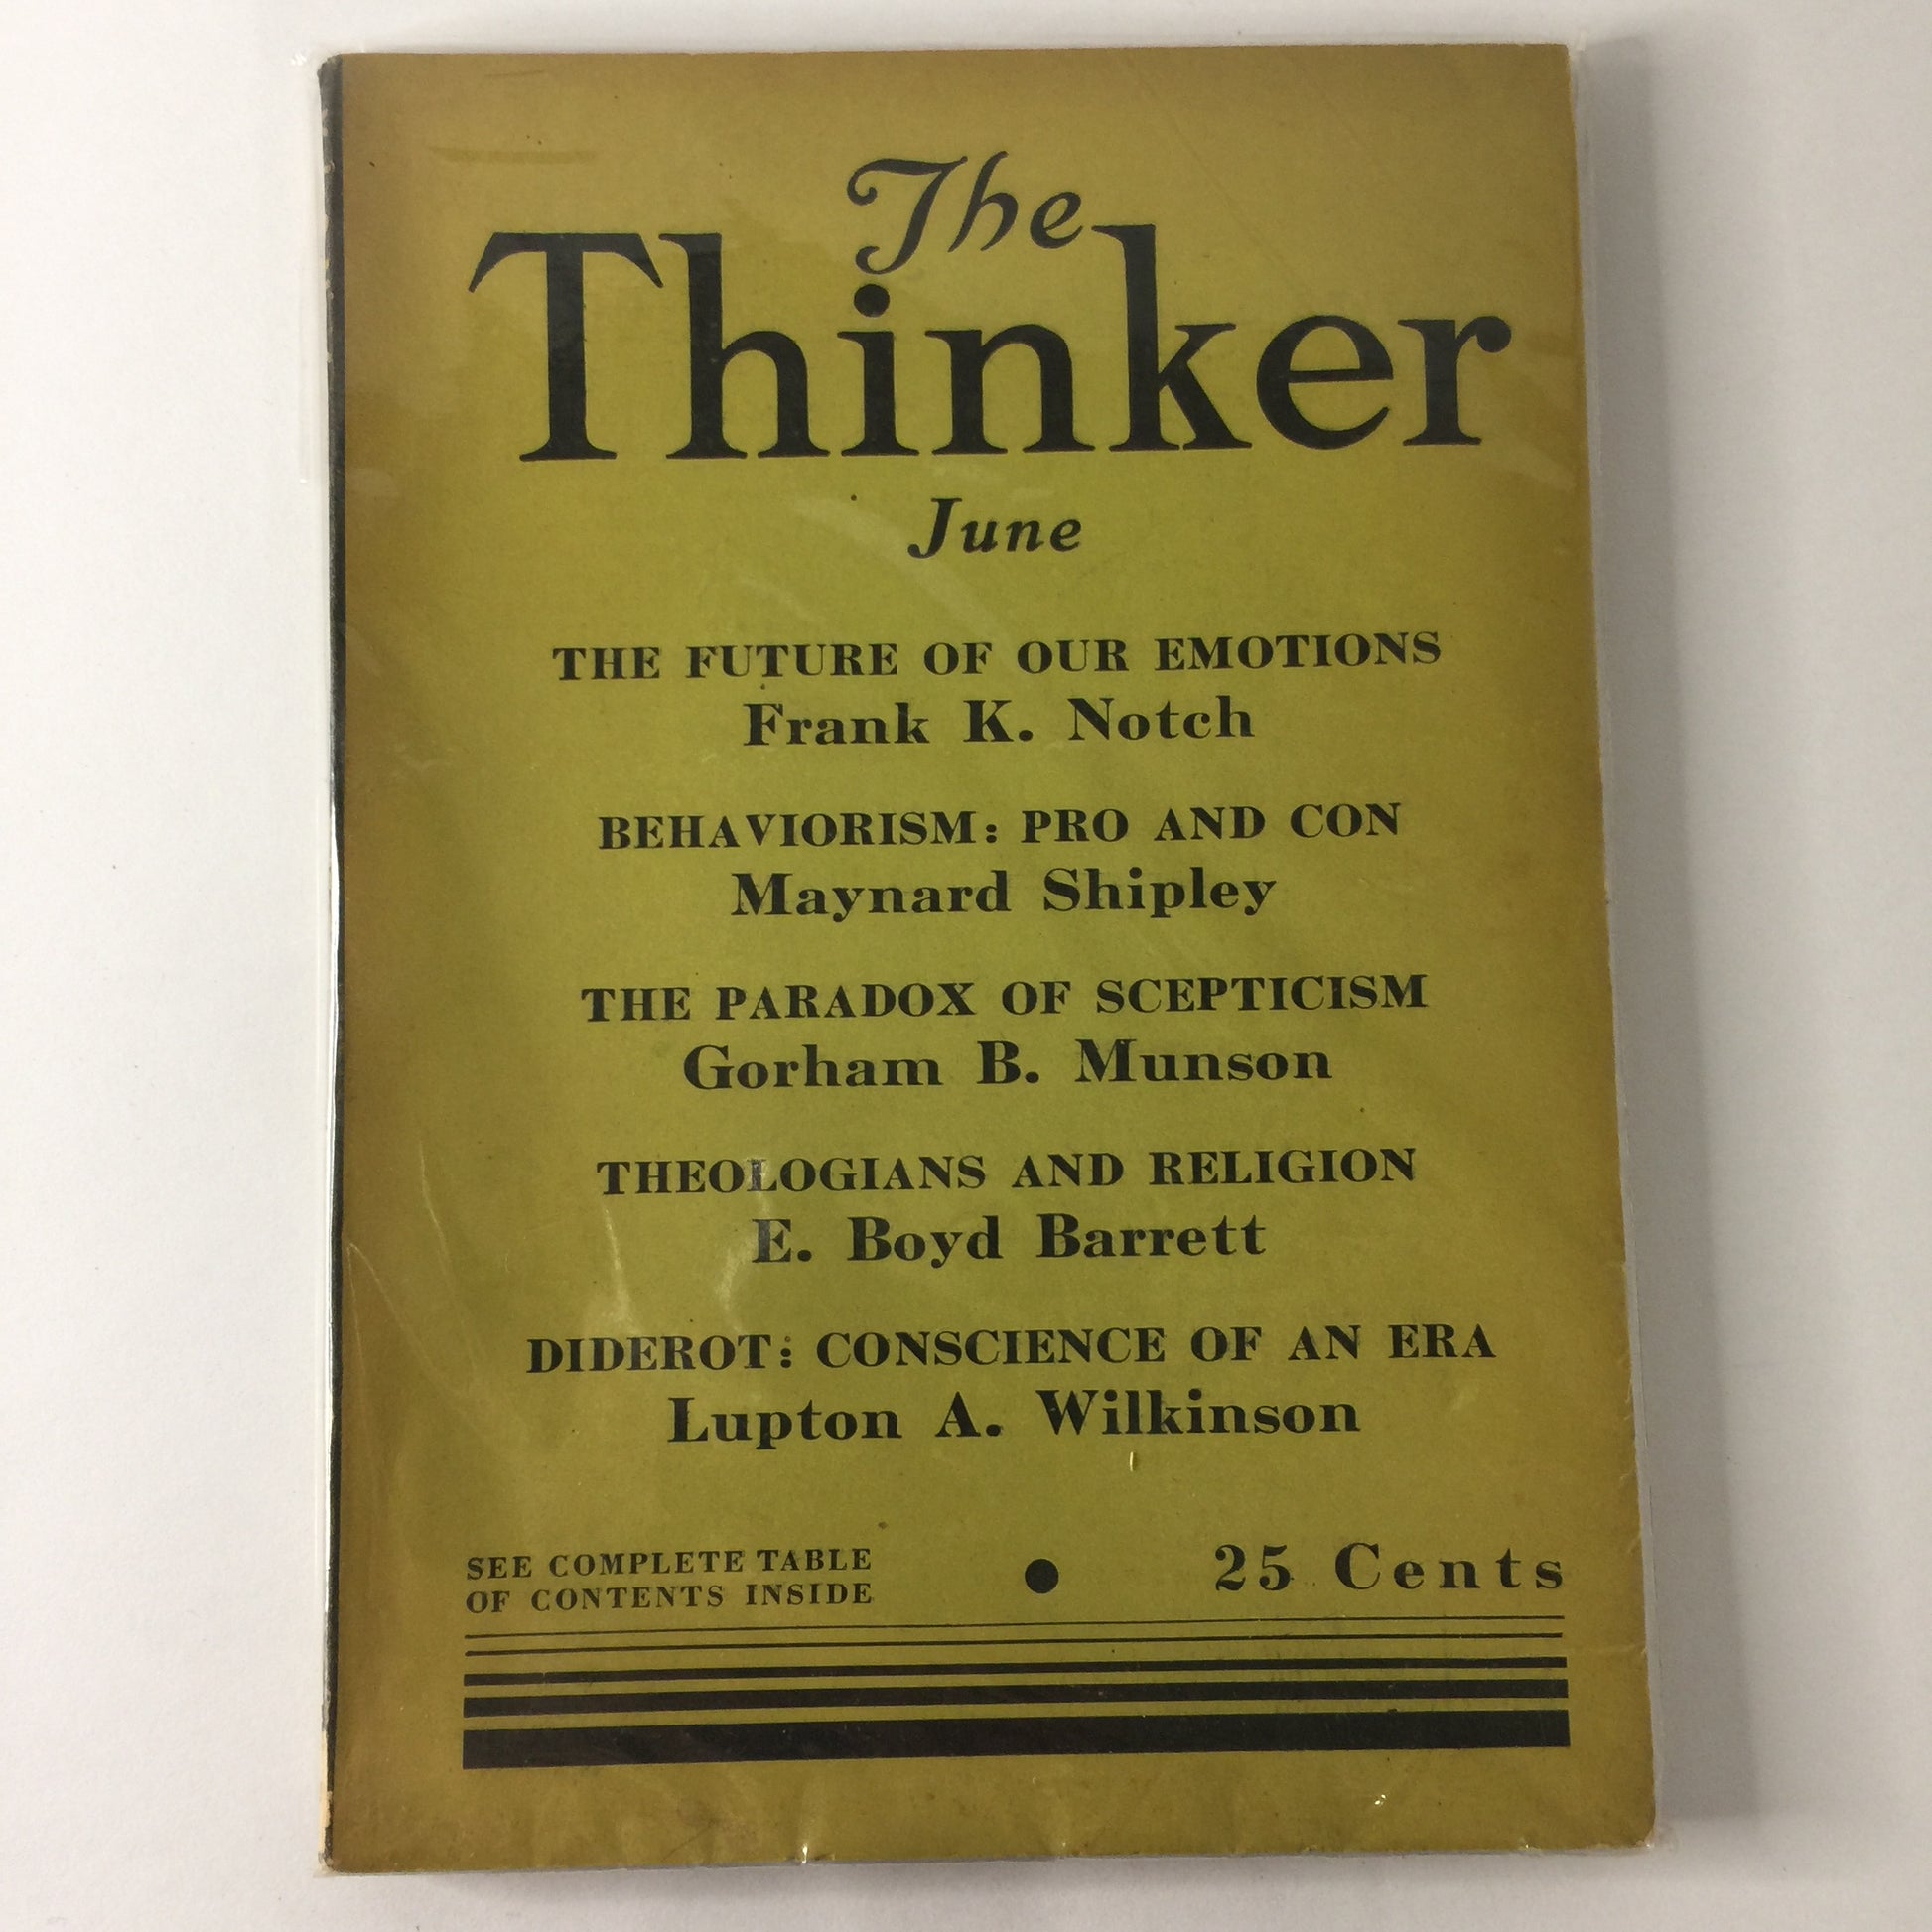 The
Thinker
June
THE FUTURE OF OUR EMOTIONS
Frank K. Notch
BEHAVIORISM: PRO AND CON
Maynard Shipley
THE PARADOX OF SCEPTICISM
Gorham B. Munson
THEOLOGIANS AND RELIGION
E. Boyd Barrett
DIDEROT: CONSCIENCE OF AN ERA
Lupton A. Wilkinson
SEE COMPLETE TABLE
OF CONTENTS INSIDE
25 Cents